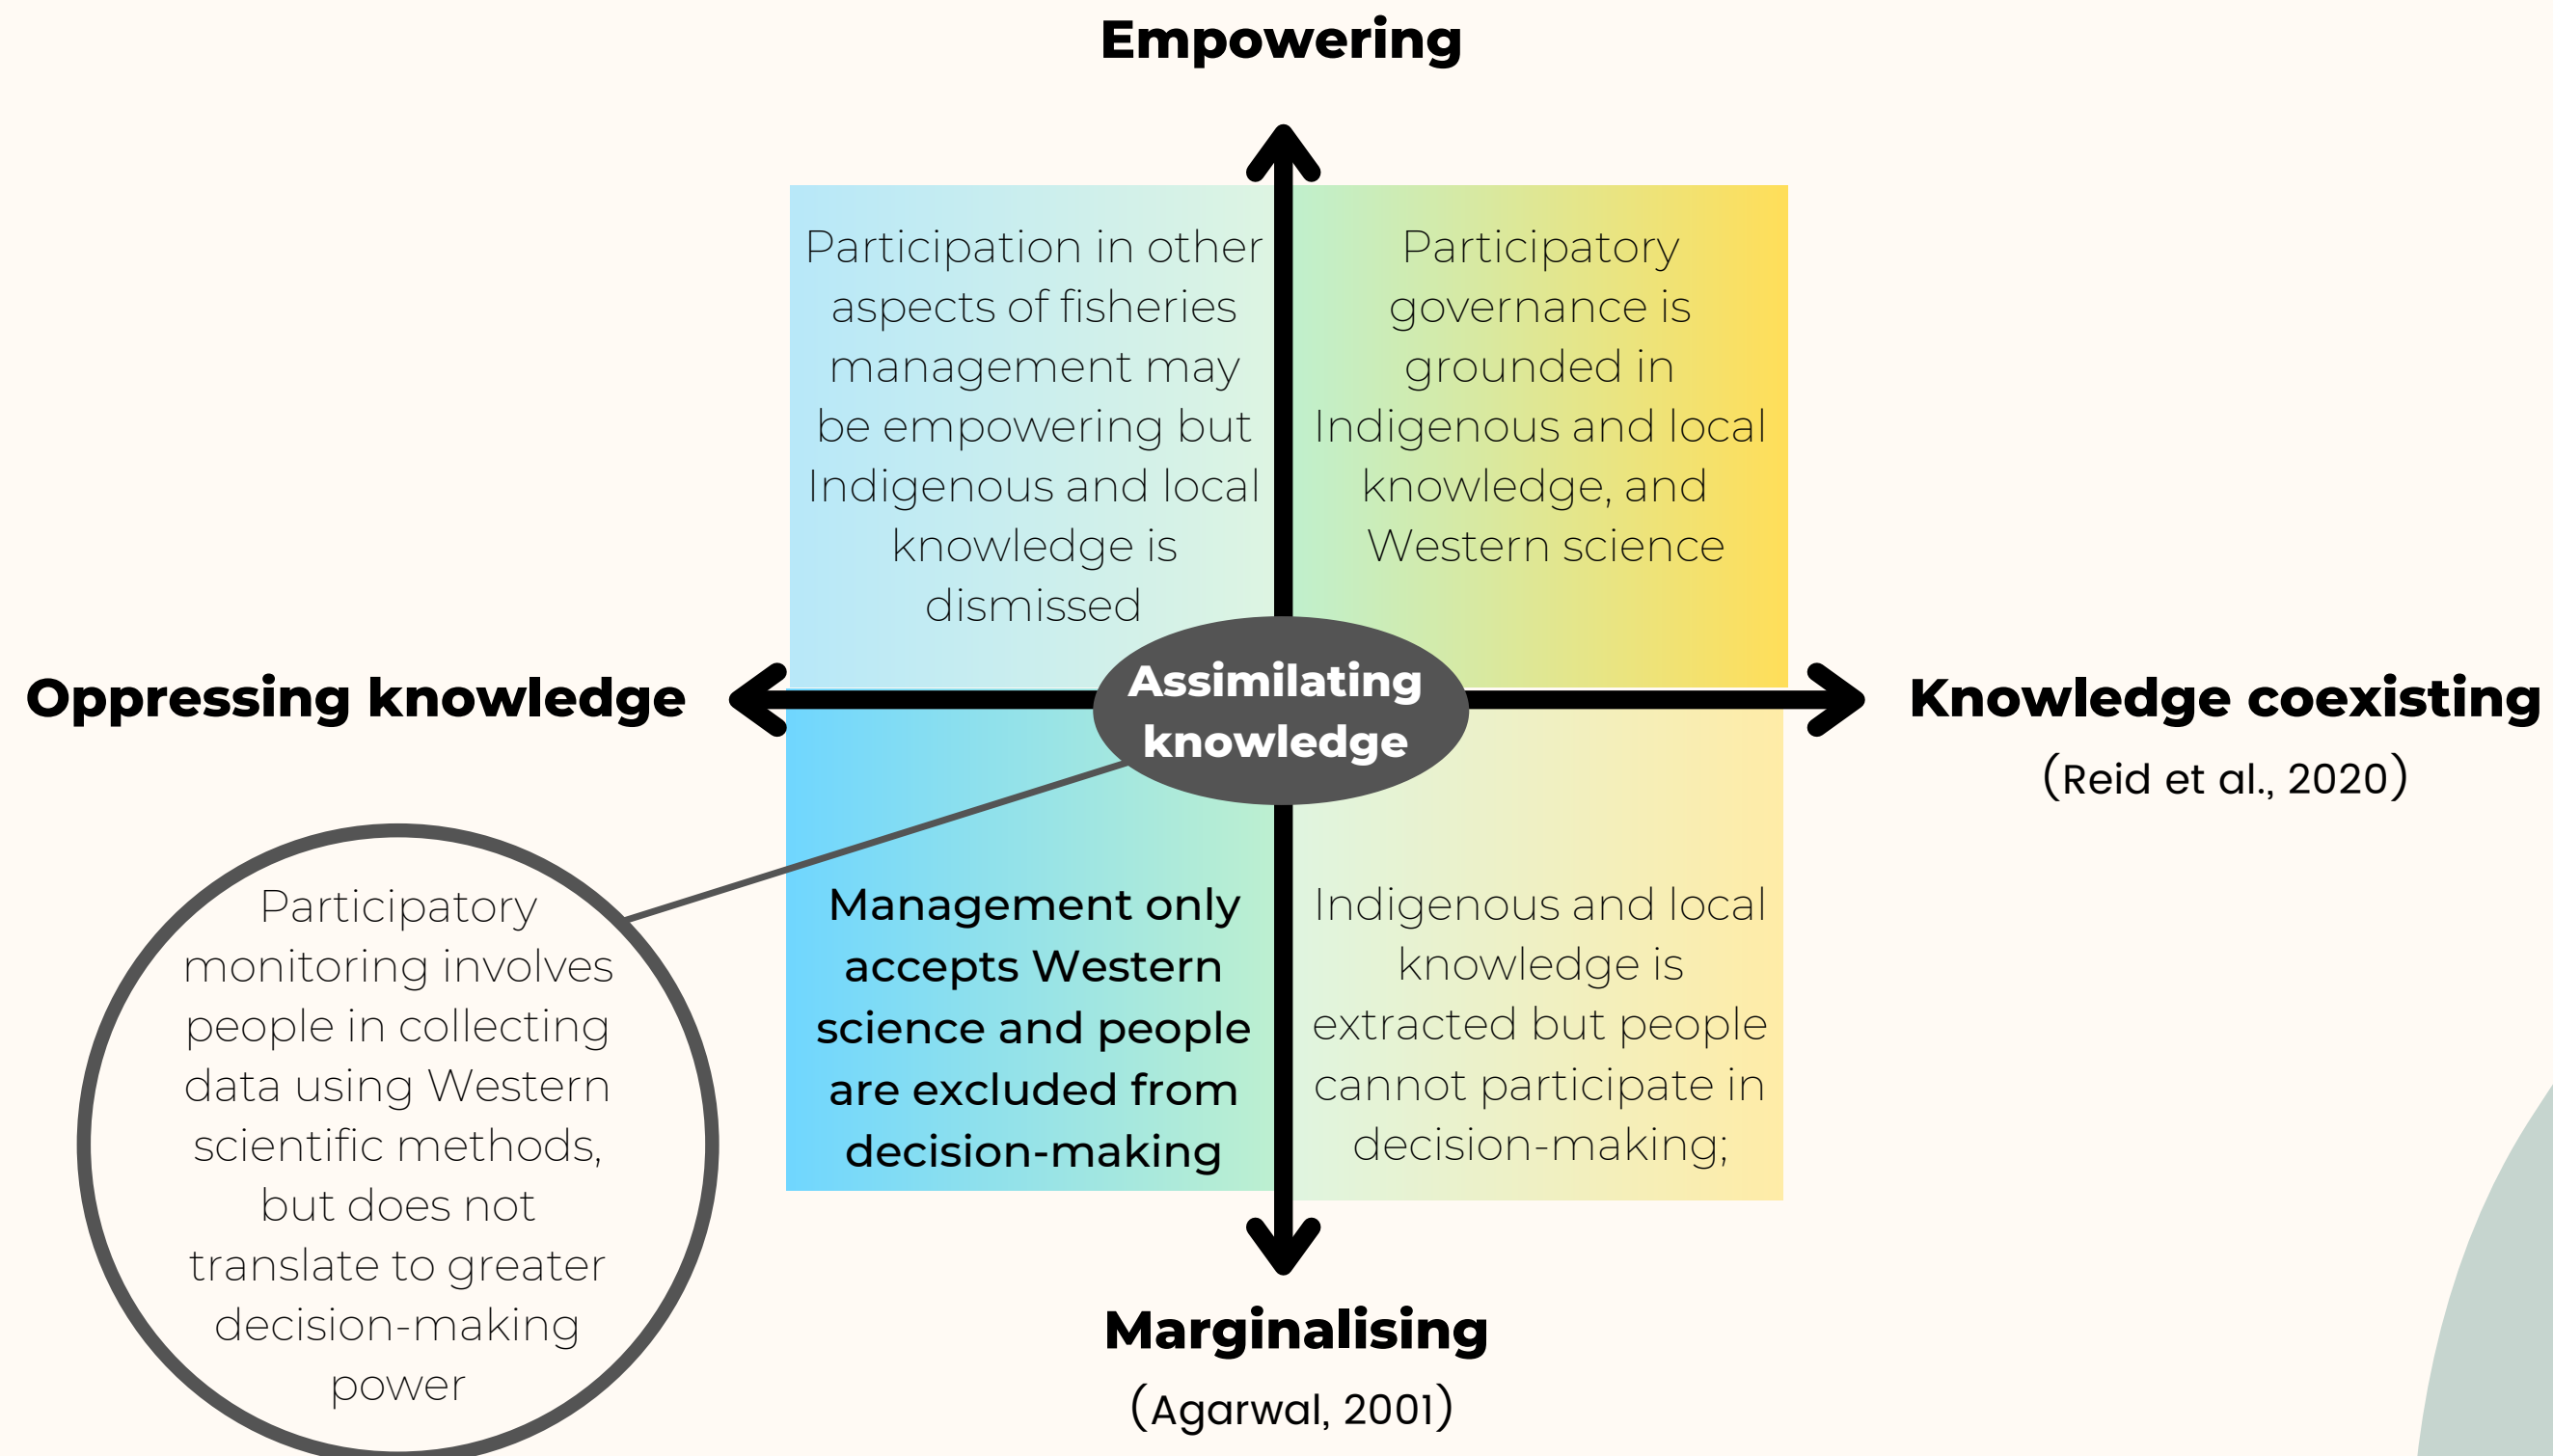 Empowering
Participation in other
aspects of fisheries
management may
be empowering but
Indigenous and local
knowledge is
dismissed
Participatory
governance is
grounded in
Indigenous and local
knowledge, and
Western science
Oppressing knowledge
Assimilating
knowledge
Knowledge coexisting
(Reid et al., 2020)
Participatory
monitoring involves
people in collecting
data using Western
scientific methods,
but does not
translate to greater
decision-making
power
Management only
accepts Western
science and people
are excluded from
decision-making
Indigenous and local
knowledge is
extracted but people
cannot participate in
decision-making;
Marginalising
(Agarwal, 2001)